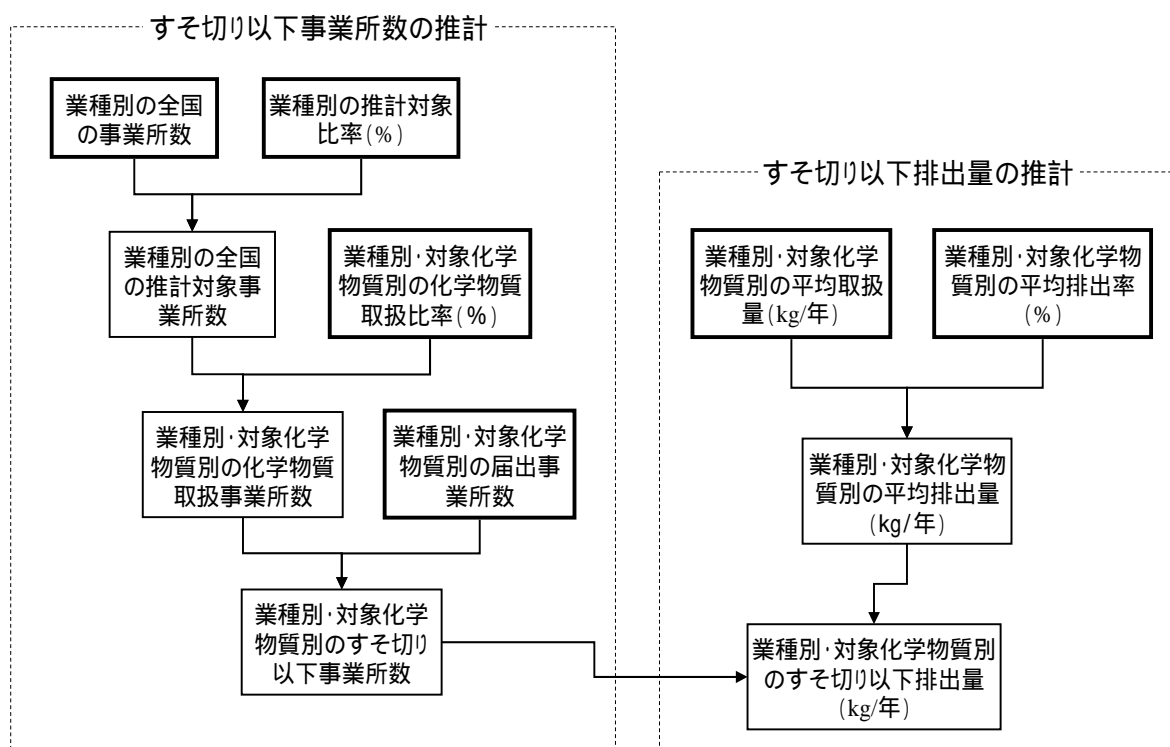 すそ切り以下事業所数の推計
業種別の全国
の事業所数
業種別の推計対象
比率(%)
業種別の全国
の推計対象事
業所数
業種別･対象化学
物質別の化学物質
取扱比率(%)
業種別･対象化学
物質別の化学物質
取扱事業所数
業種別･対象化学
物質別の届出事
業所数
業種別･対象化学
物質別のすそ切り
以下事業所数
すそ切り以下排出量の推計
業種別･対象化学
物質別の平均取扱
量(kg/年)
業種別･対象化学物
質別の平均排出率
(%)
業種別･対象化学物
質別の平均排出量
(kg/年)
業種別･対象化学物質別
のすそ切り以下排出量
(kg/年)